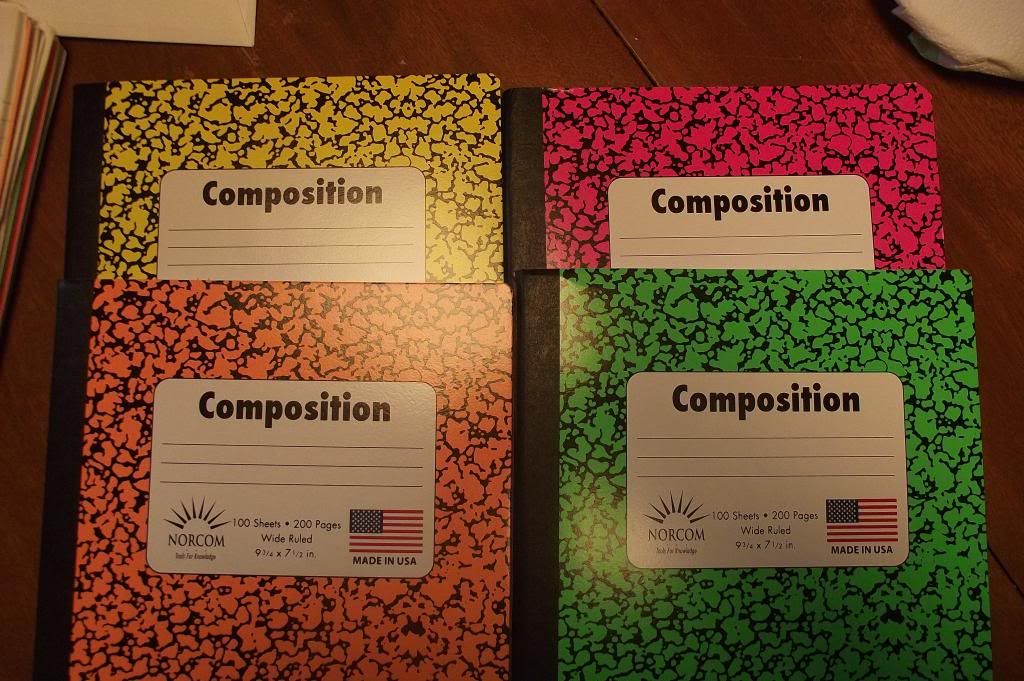 Composition
Composition
Composition
NORCOM
Tools For Knowledge
100 Sheets • 200 Pages
Wide Ruled
9 3/4 x 7 1/2 in.
MADE IN USA
Composition
NORCOM
Tools For Knowledge
100 Sheets • 200 Pages
Wide Ruled
9 3/4 x 7 1/2 in.
MADE IN USA